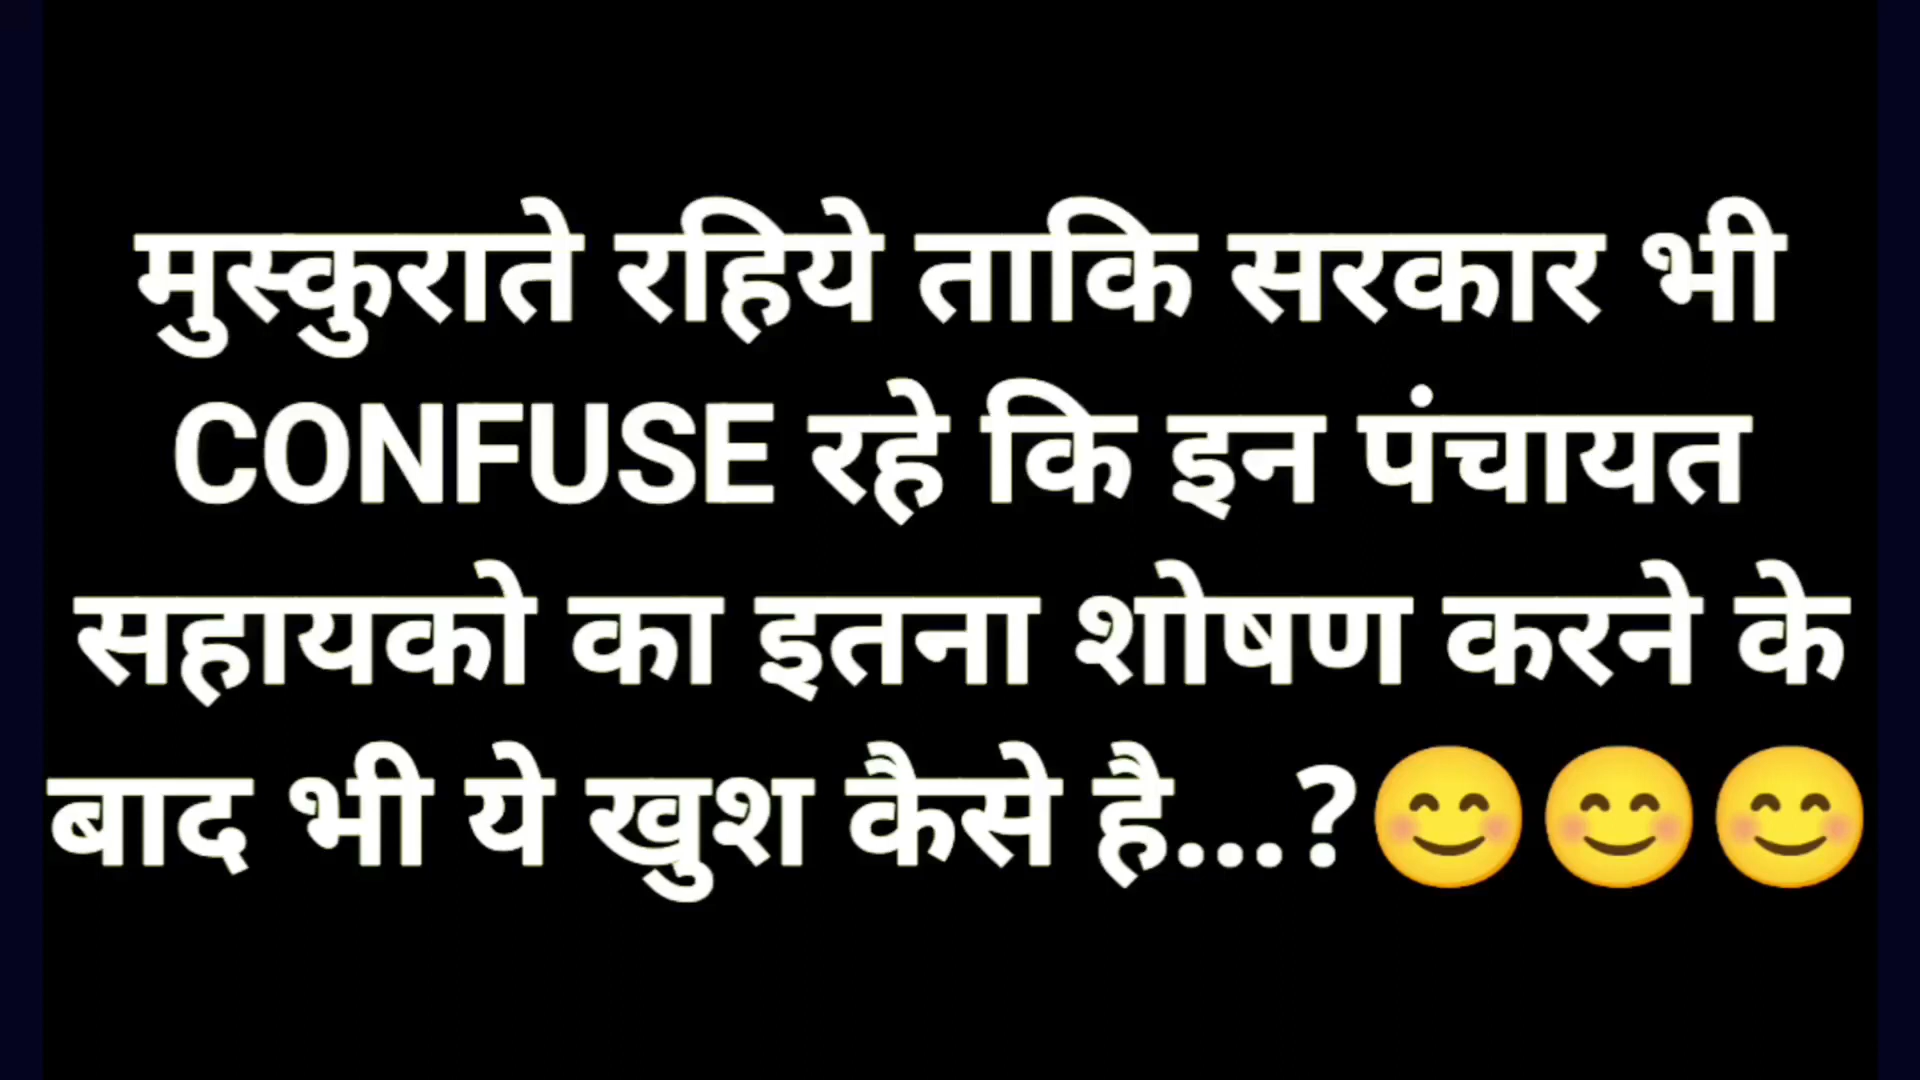 मुस्कुराते रहिये ताकि सरकार भी
CONFUSE रहे कि इन पंचायत
सहायको का इतना शोषण करने के
बाद भी ये खुश कैसे है...?😊😊😊